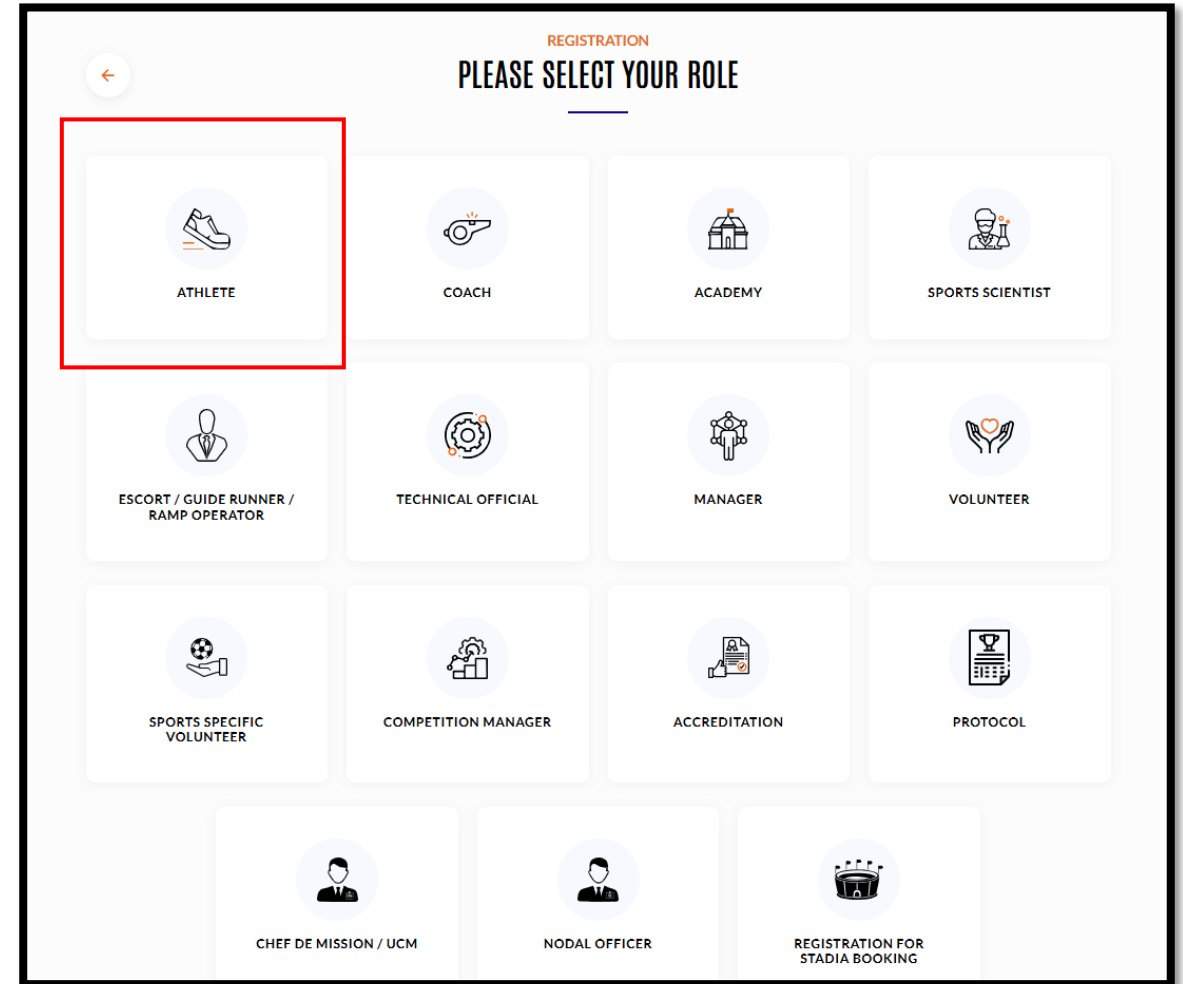 REGISTRATION
PLEASE SELECT YOUR ROLE
ATHLETE
COACH
ACADEMY
SPORTS SCIENTIST
ESCORT / GUIDE RUNNER /
RAMP OPERATOR
TECHNICAL OFFICIAL
MANAGER
VOLUNTEER
SPORTS SPECIFIC
VOLUNTEER
COMPETITION MANAGER
ACCREDITATION
PROTOCOL
CHEF DE MISSION / UCM
NODAL OFFICER
REGISTRATION FOR
STADIA BOOKING